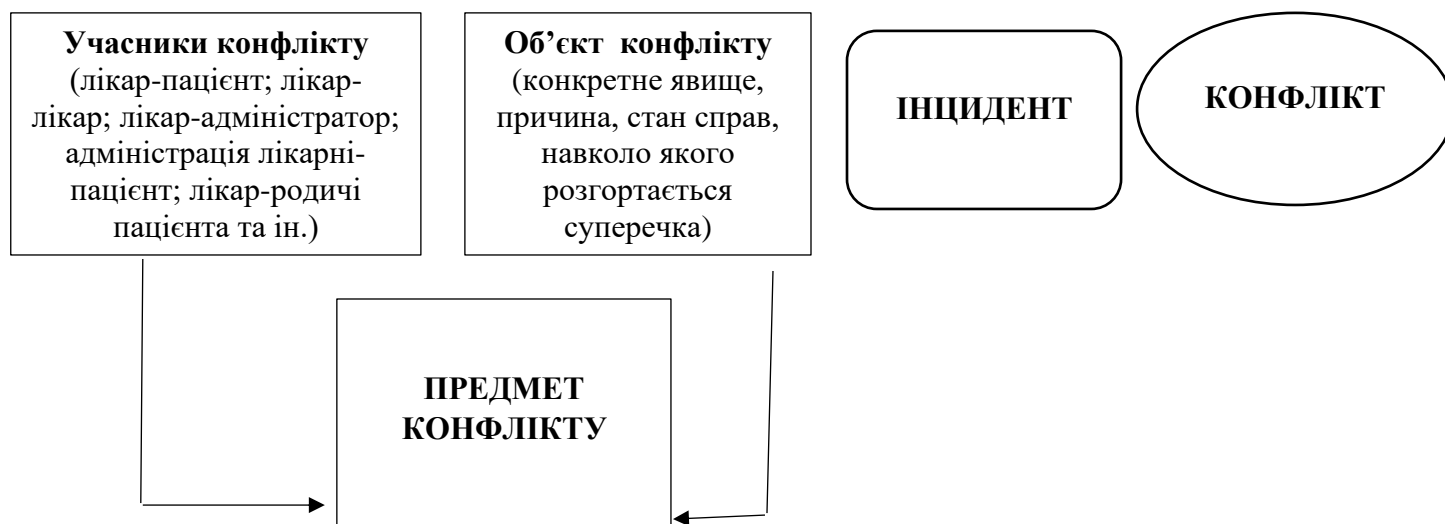 Учасники конфлікту
(лікар-пацієнт; лікар-
лікар; лікар-адміністратор;
адміністрація лікарні-
пацієнт; лікар-родичі
пацієнта та ін.)
Об’єкт конфлікту
(конкретне явище,
причина, стан справ,
навколо якого
розгортається
суперечка)
ІНЦИДЕНТ
КОНФЛІКТ
ПРЕДМЕТ
КОНФЛІКТУ